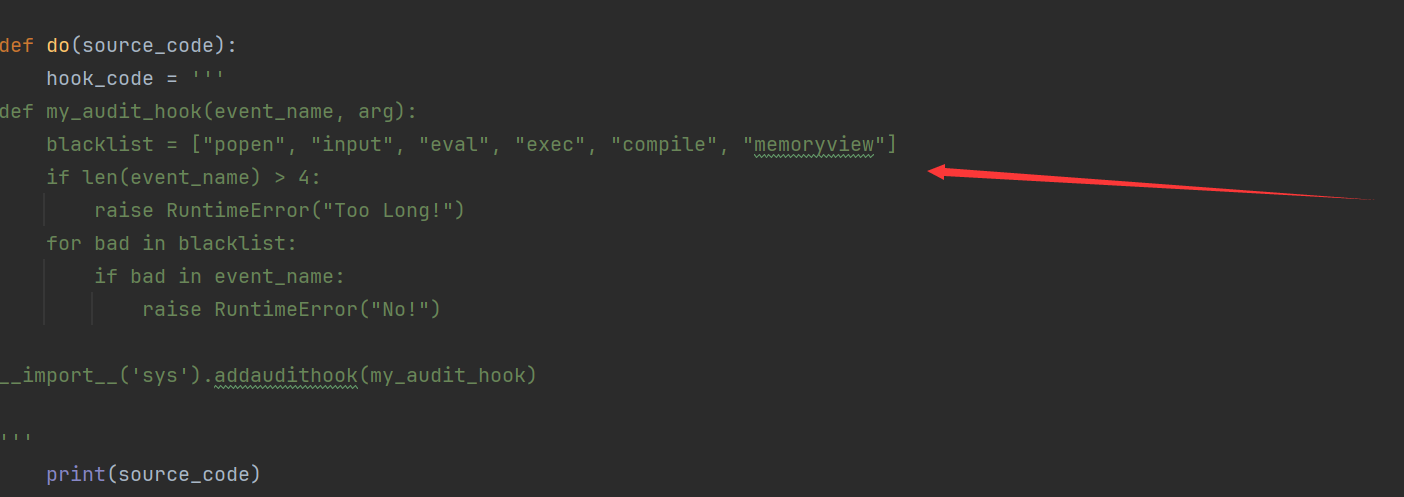 def do(source_code):
    hook_code = '''
def my_audit_hook(event_name, arg):
    blacklist = ["popen", "input", "eval", "exec", "compile", "memoryview"]
    if len(event_name) > 4:
        raise RuntimeError("Too Long!")
    for bad in blacklist:
        if bad in event_name:
            raise RuntimeError("No!")
__import__('sys').addaudithook(my_audit_hook)
'''
    print(source_code)